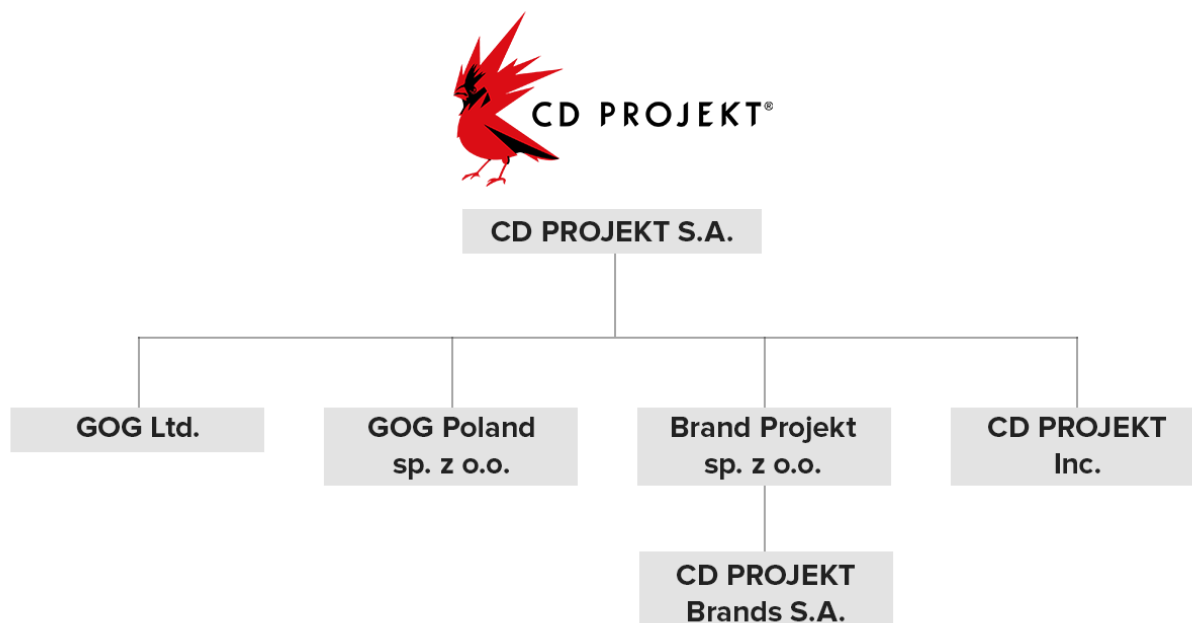 CD PROJEKT®
CD PROJEKT S.A.
GOG Ltd.
GOG Poland
sp. z o.o.
Brand Projekt
sp. z o.o.
CD PROJEKT
Inc.
CD PROJEKT
Brands S.A.